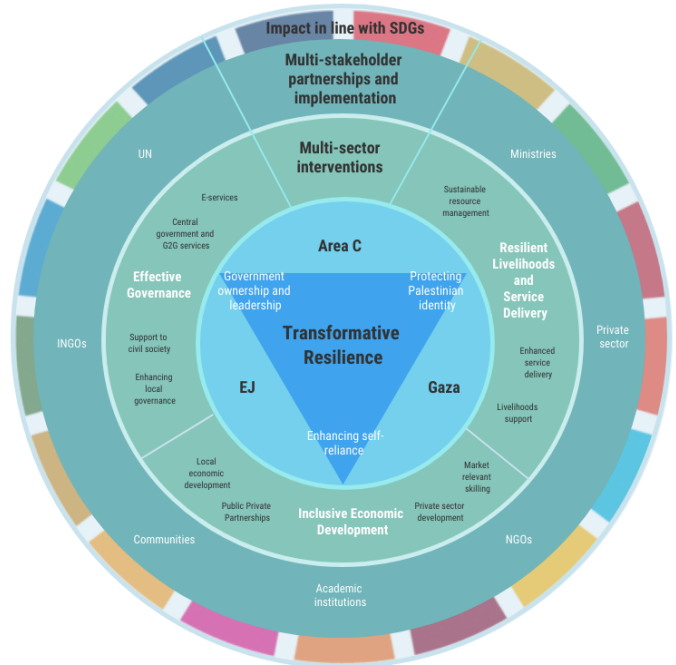 Impact in line with SDGs
Multi-stakeholder
partnerships and
implementation
UN
Ministries
Multi-sector
interventions
E-services
Sustainable
resource
management
Central
government and
G2G services
Area C
Resilient
Livelihoods
and
Service
Delivery
Effective
Governance
Government
ownership and
leadership
Protecting
Palestinian
identity
Transformative
Resilience
INGOs
Private
sector
Support to
civil society
Enhanced
service
delivery
Enhancing
local
governance
EJ
Gaza
Livelihoods
support
Enhancing self-
reliance
Local
economic
development
Market
relevant
skilling
Public Private
Partnerships
Inclusive Economic
Development
Private sector
development
Communities
NGOs
Academic
institutions